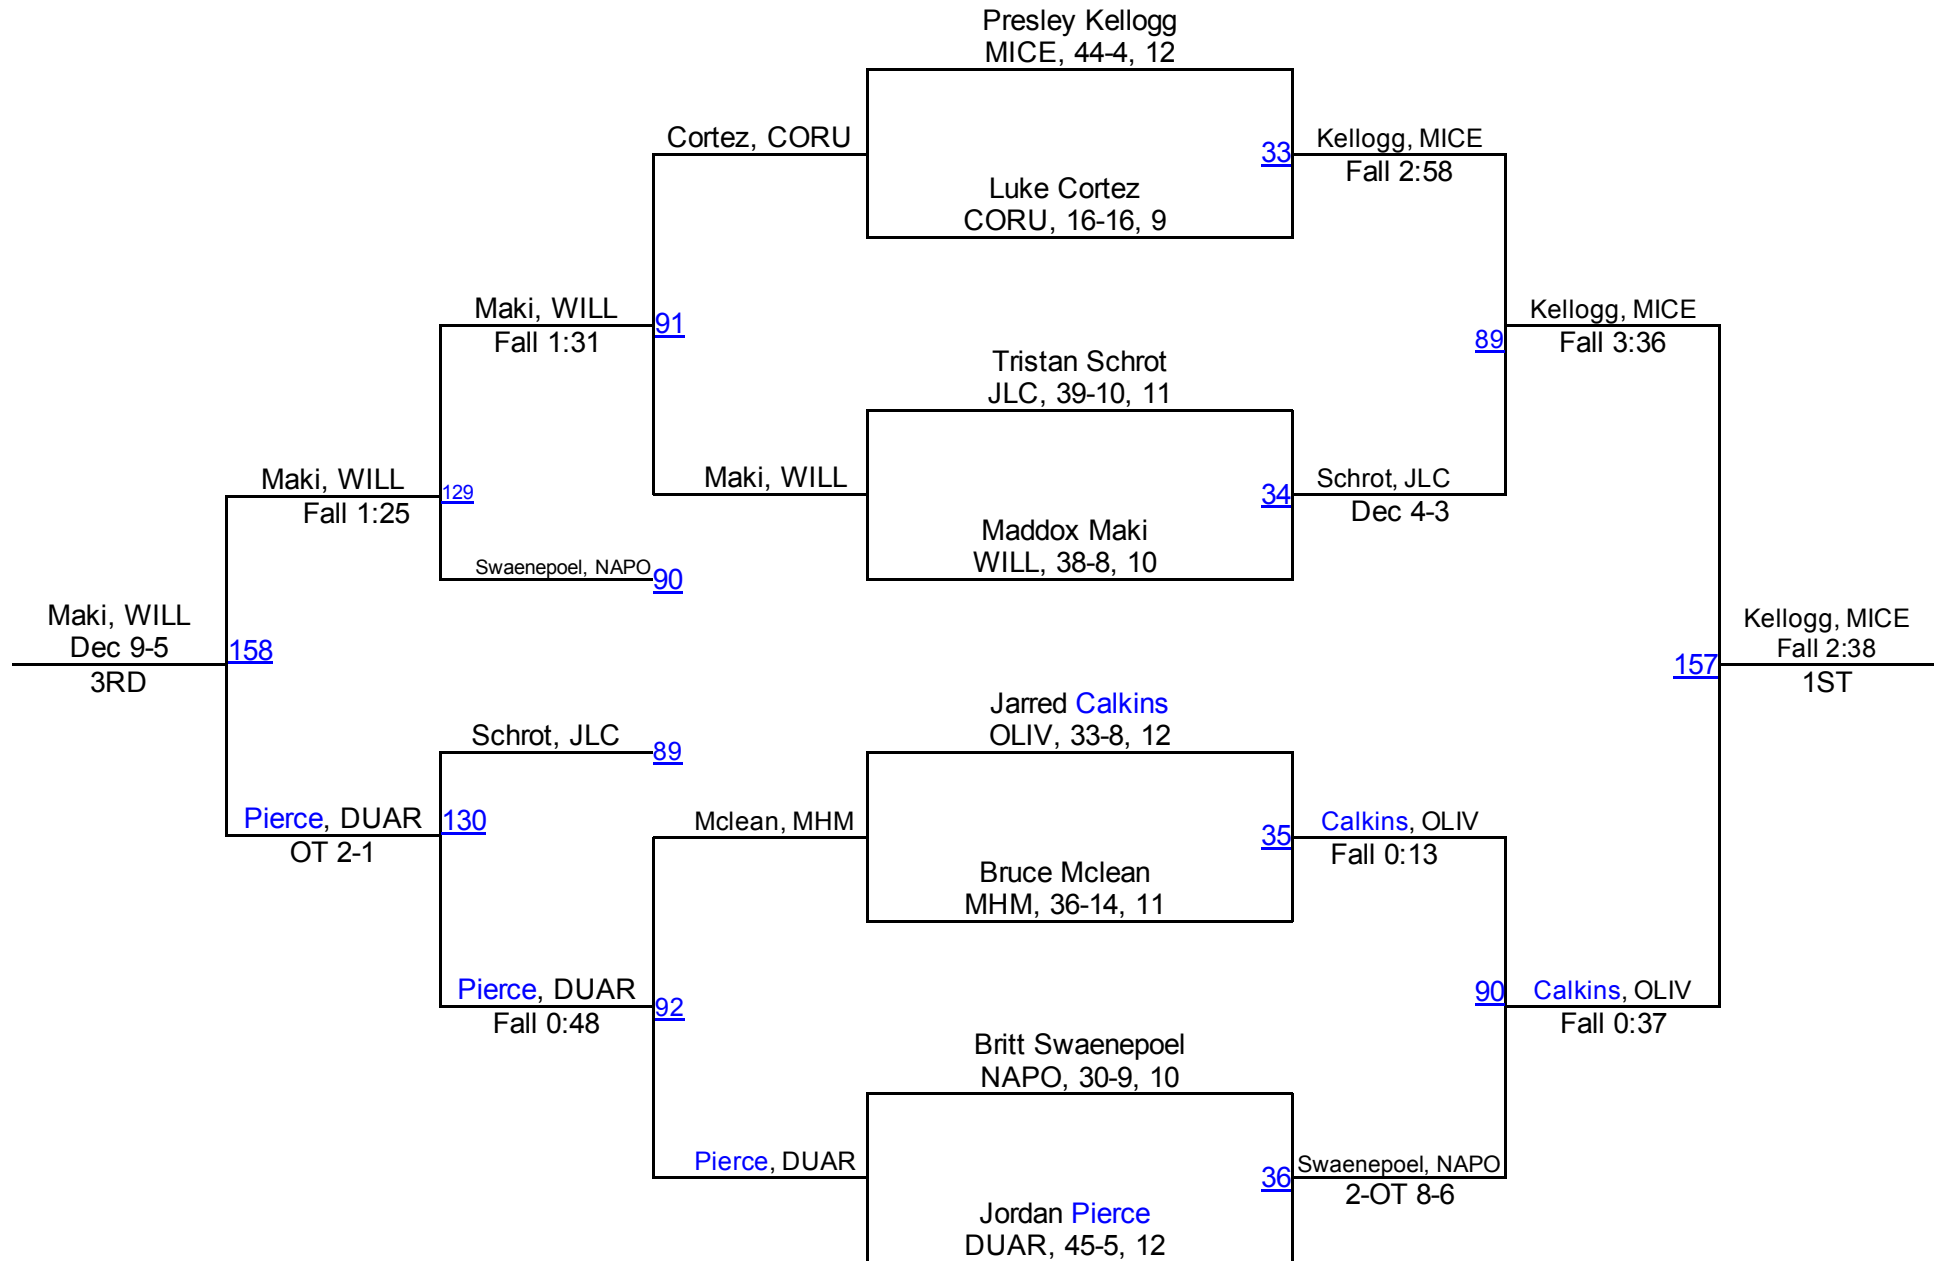 Presley Kellogg
MICE, 44-4, 12
Cortez, CORU
33
Kellogg, MICE
Fall 2:58
Luke Cortez
CORU, 16-16, 9
Maki, WILL
Fall 1:31
91
Kellogg, MICE
Fall 3:36
89
Tristan Schrot
JLC, 39-10, 11
Maki, WILL
Fall 1:25
129
Maki, WILL
34
Schrot, JLC
Dec 4-3
Maddox Maki
WILL, 38-8, 10
Swaenepoel, NAPO
90
Maki, WILL
Dec 9-5
3RD
158
Kellogg, MICE
Fall 2:38
1ST
157
Jarred Calkins
OLIV, 33-8, 12
Schrot, JLC
89
Pierce, DUAR
OT 2-1
130
Mclean, MHM
35
Calkins, OLIV
Fall 0:13
Bruce Mclean
MHM, 36-14, 11
Pierce, DUAR
Fall 0:48
92
90
Calkins, OLIV
Fall 0:37
Britt Swaenepoel
NAPO, 30-9, 10
Pierce, DUAR
36
Swaenepoel, NAPO
2-OT 8-6
Jordan Pierce
DUAR, 45-5, 12